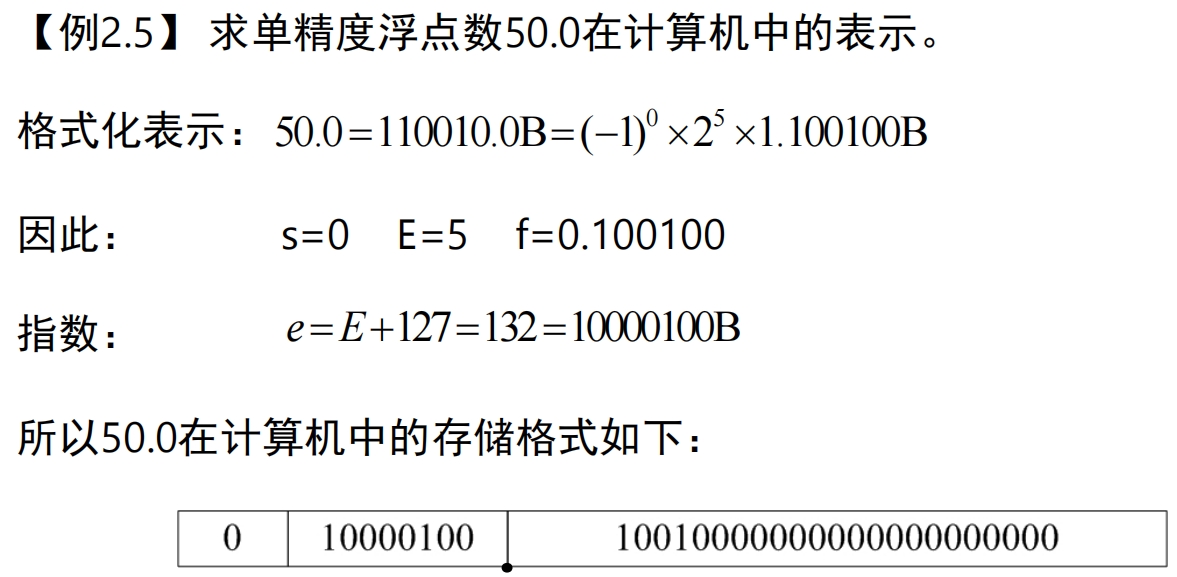 【例2.5】 求单精度浮点数50.0在计算机中的表示。
格式化表示：50.0=110010.0B=(−1)⁰×2⁵×1.100100B
因此： s=0 E=5 f=0.100100
指数： e=E+127=132=10000100B
所以50.0在计算机中的存储格式如下：
0 10000100 10010000000000000000000